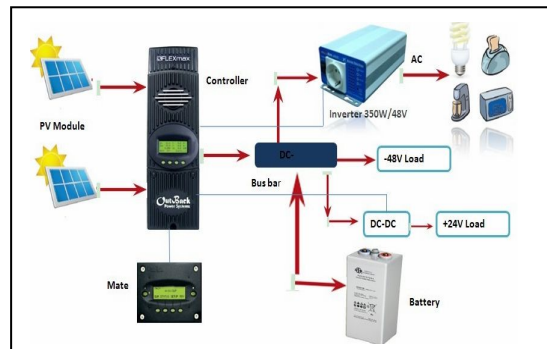 FLEXmax
Controller
AC
PV Module
Inverter 350W/48V
DC-
-48V Load
Bus bar
OutBack
Power Systems
DC-DC
+24V Load
Mate
Battery